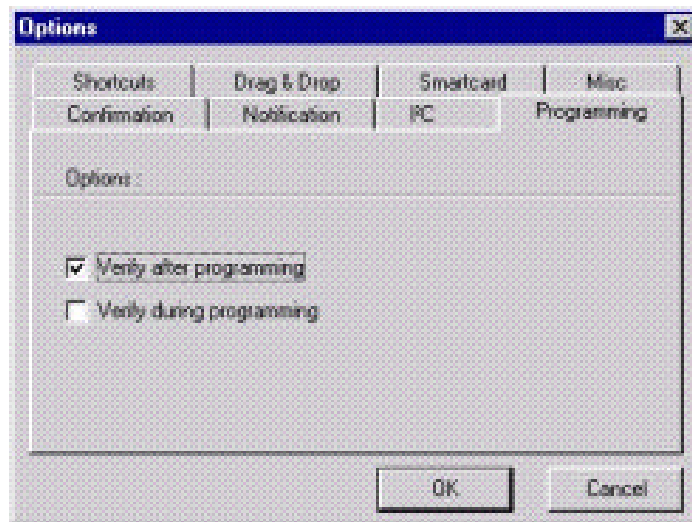 Options
Shortcuts Drag & Drop Smartcard Misc
Confirmation Notification I²C Programming
Options :
Verify after programming
Verify during programming
OK Cancel